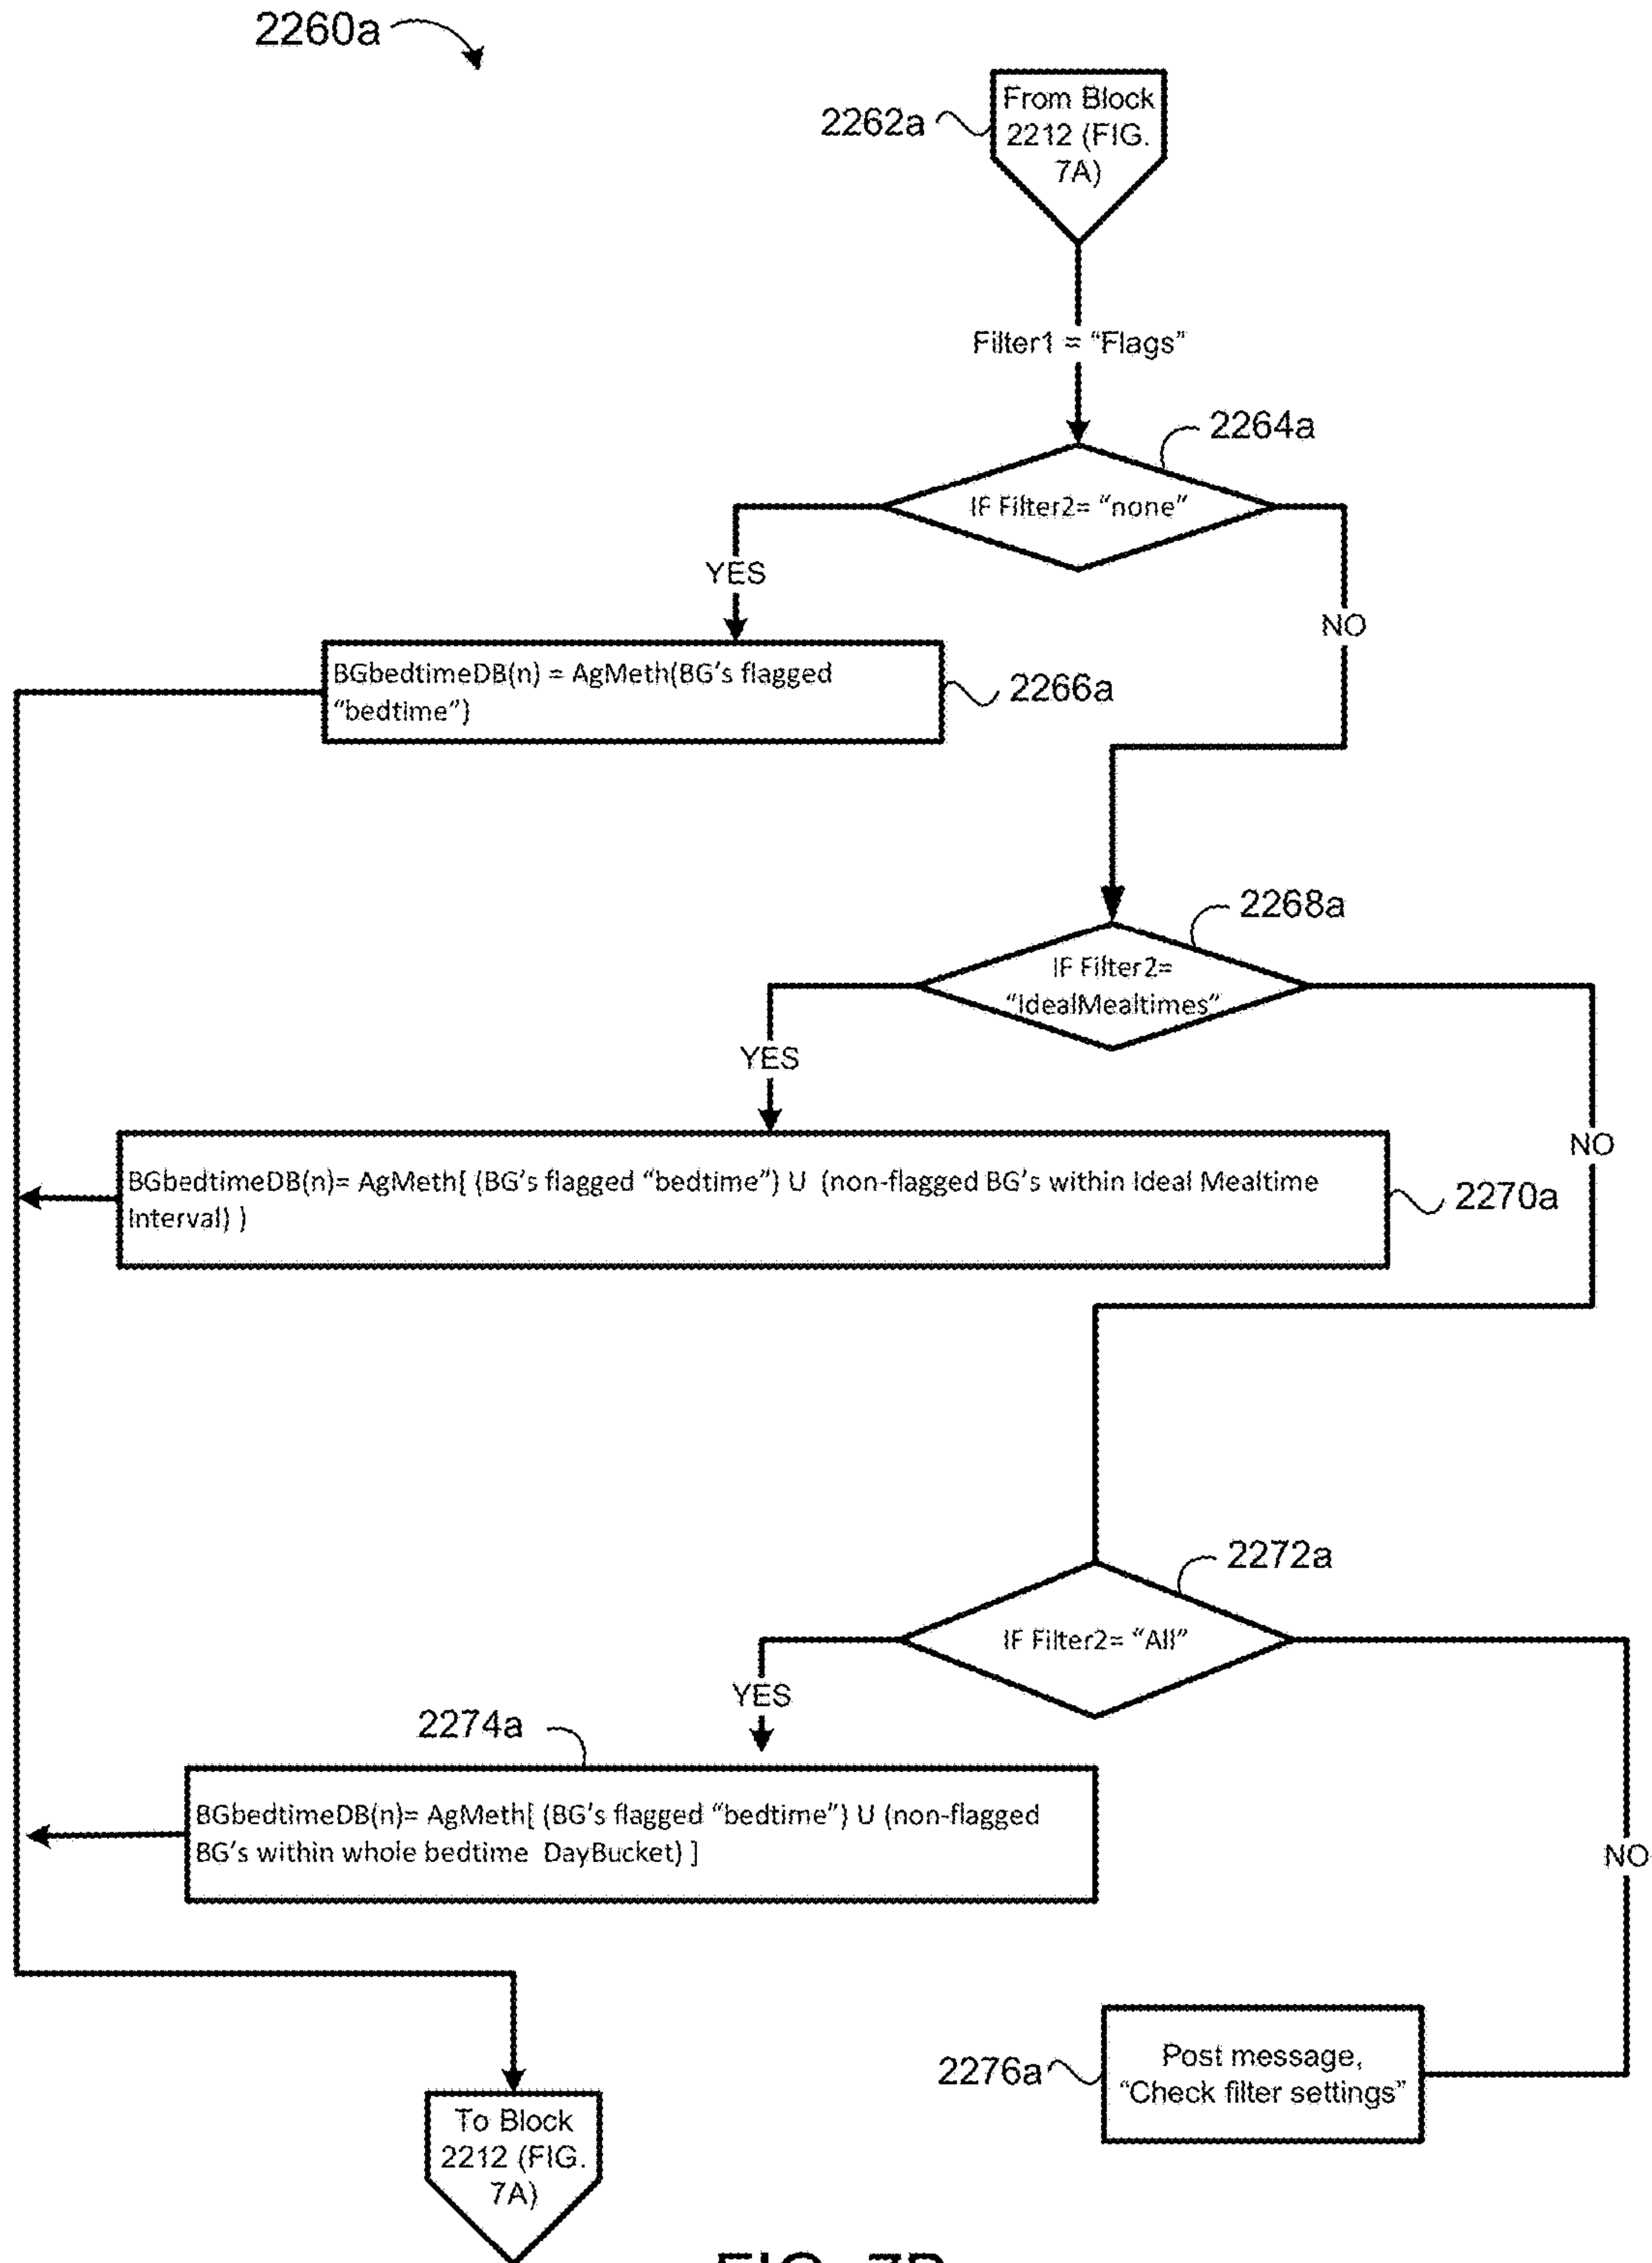 2260a
2262a
From Block
2212 (FIG.
7A)
Filter1 = “Flags”
2264a
IF Filter2= “none”
YES
NO
BGbedtimeDB(n) = AgMeth(BG’s flagged
“bedtime”)
2266a
2268a
IF Filter2=
“IdealMealtimes”
YES
NO
BGbedtimeDB(n)= AgMeth[ (BG’s flagged “bedtime”) U (non-flagged BG’s within Ideal Mealtime
Interval) )
2270a
2272a
IF Filter2= “All”
YES
NO
2274a
BGbedtimeDB(n)= AgMeth[ (BG’s flagged “bedtime”) U (non-flagged
BG’s within whole bedtime DayBucket) ]
2276a
Post message,
“Check filter settings”
To Block
2212 (FIG.
7A)